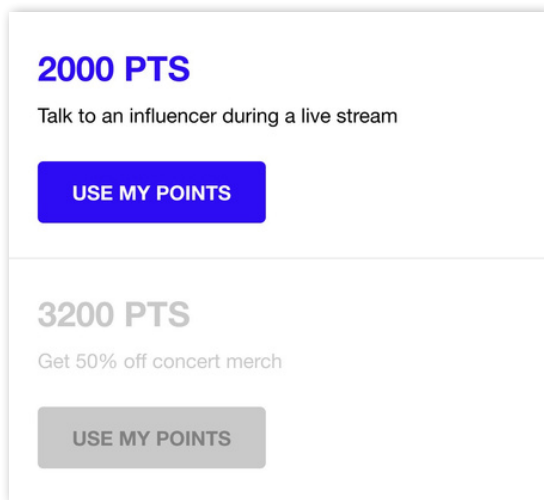 2000 PTS
Talk to an influencer during a live stream
USE MY POINTS
3200 PTS
Get 50% off concert merch
USE MY POINTS